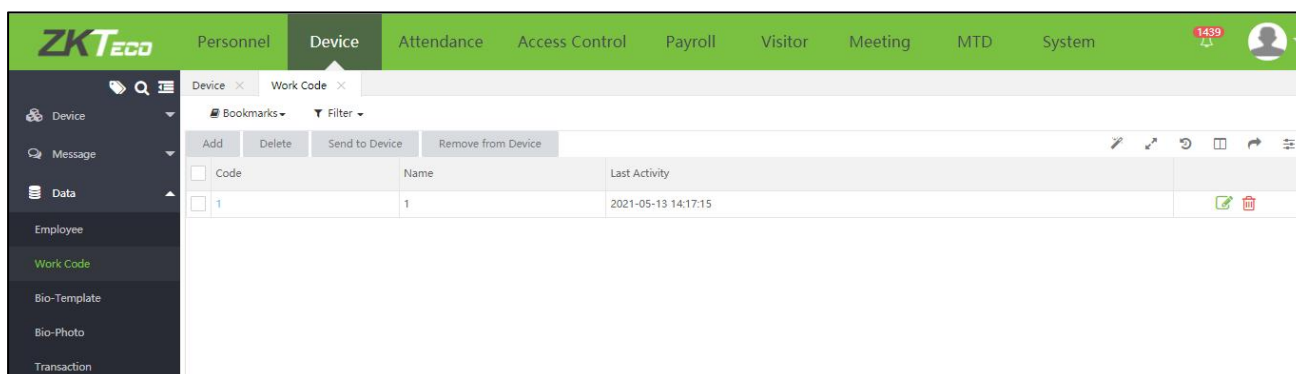 ZKTECO Personnel Device Attendance Access Control Payroll Visitor Meeting MTD System 1439
Device Work Code
Device
Bookmarks Filter
Message
Add Delete Send to Device Remove from Device
Code Name Last Activity
Data
1 1 2021-05-13 14:17:15
Employee
Work Code
Bio-Template
Bio-Photo
Transaction